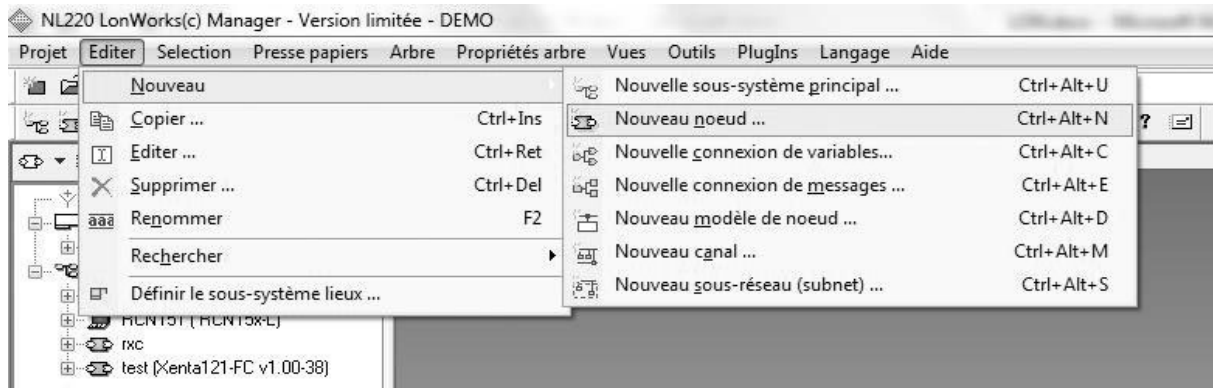 NL220 LonWorks(c) Manager - Version limitée - DEMO
Projet Editer Selection Presse papiers Arbre Propriétés arbre Vues Outils PlugIns Langage Aide
Nouveau
Copier ... Ctrl+Ins
Editer ... Ctrl+Ret
Supprimer ... Ctrl+Del
aaa Renommer F2
Rechercher
Définir le sous-système lieux ...
Nouvelle sous-système principal ... Ctrl+Alt+U
Nouveau noeud ... Ctrl+Alt+N
Nouvelle connexion de variables... Ctrl+Alt+C
Nouvelle connexion de messages ... Ctrl+Alt+E
Nouveau modèle de noeud ... Ctrl+Alt+D
Nouveau canal ... Ctrl+Alt+M
Nouveau sous-réseau (subnet) ... Ctrl+Alt+S
?
RCN151 ( RCN15x-L)
rxc
test (Xenta121-FC v1.00-38)